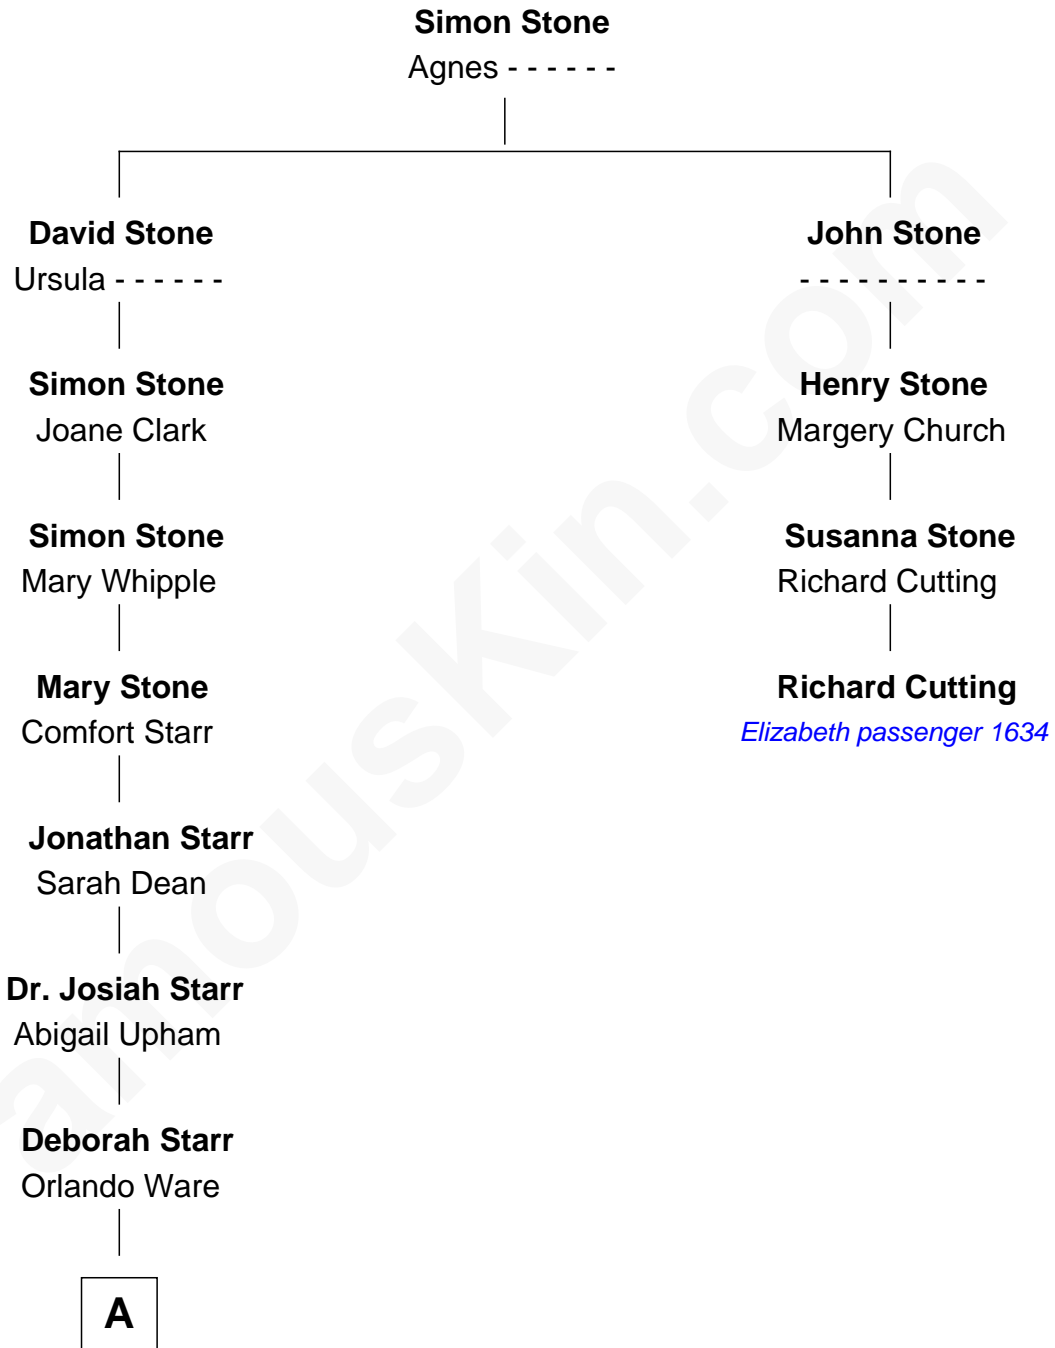 Simon Stone
Agnes - - - - - -
David Stone
Ursula - - - - - -
John Stone
- - - - - - - - - -
Simon Stone
Joane Clark
Henry Stone
Margery Church
Simon Stone
Mary Whipple
Susanna Stone
Richard Cutting
Mary Stone
Comfort Starr
Richard Cutting
Elizabeth passenger 1634
Jonathan Starr
Sarah Dean
Dr. Josiah Starr
Abigail Upham
Deborah Starr
Orlando Ware
A
amouskin.com